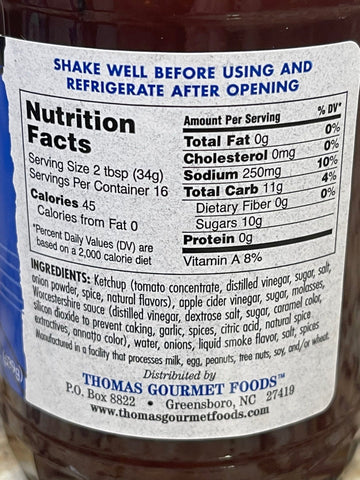 SHAKE WELL BEFORE USING AND
REFRIGERATE AFTER OPENING
Nutrition
Facts
Serving Size 2 tbsp (34g)
Servings Per Container 16
Calories 45
Calories from Fat 0
*Percent Daily Values (DV) are
based on a 2,000 calorie diet
Amount Per Serving % DV*
Total Fat 0g 0%
Cholesterol 0mg 0%
Sodium 250mg 10%
Total Carb 11g 4%
Dietary Fiber 0g 0%
Sugars 10g
Protein 0g
Vitamin A 8%
INGREDIENTS: Ketchup (tomato concentrate, distilled vinegar, sugar, salt,
onion powder, spice, natural flavors), apple cider vinegar, sugar, molasses,
Worcestershire sauce (distilled vinegar, dextrose salt, sugar, caramel color,
silicon dioxide to prevent caking, garlic, spices, citric acid, natural spice
extractives, annatto color), water, onions, liquid smoke flavor, salt, spices
Manufactured in a facility that processes milk, egg, peanuts, tree nuts, soy, and/or wheat.
Distributed by
THOMAS GOURMET FOODS™
P.O. Box 8822 • Greensboro, NC 27419
www.thomasgourmetfoods.com